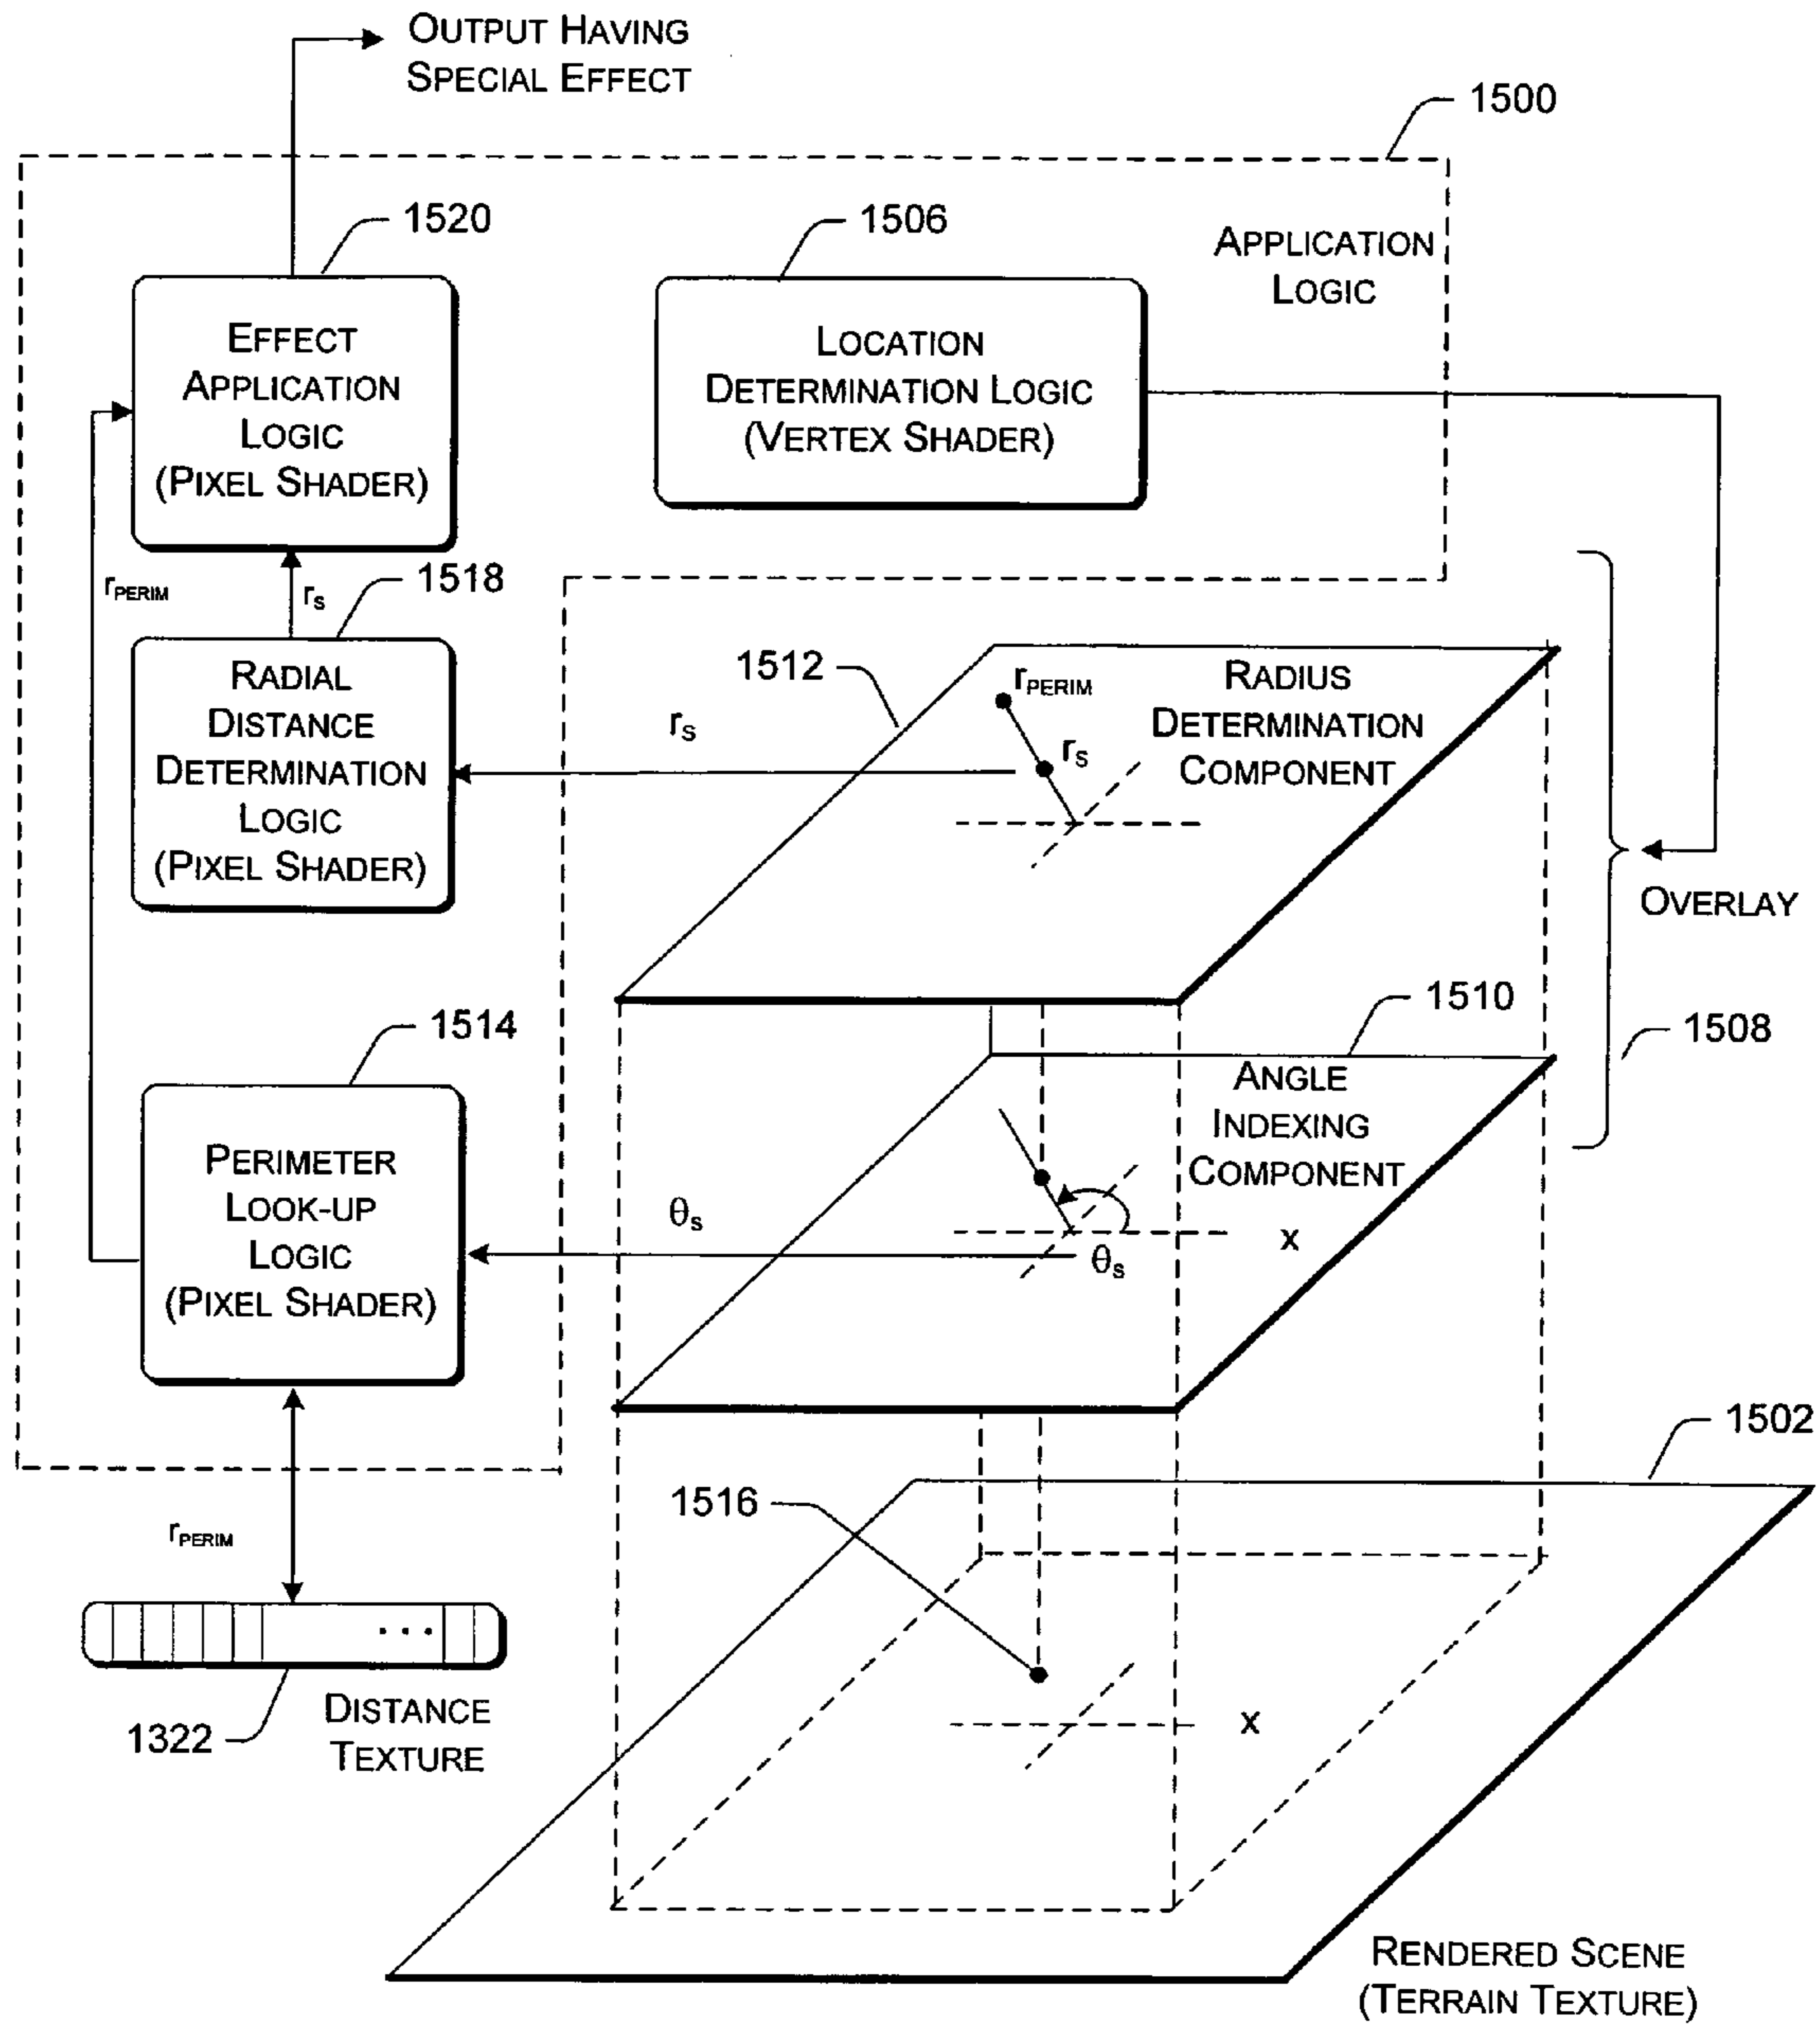 OUTPUT HAVING
SPECIAL EFFECT
1500
1520
1506
APPLICATION
LOGIC
EFFECT
APPLICATION
LOGIC
(PIXEL SHADER)
LOCATION
DETERMINATION LOGIC
(VERTEX SHADER)
rPERIM
rS
1518
1512
rPERIM
RADIUS
DETERMINATION
COMPONENT
RADIAL
DISTANCE
DETERMINATION
LOGIC
(PIXEL SHADER)
rS
rS
OVERLAY
1514
1510
1508
ANGLE
INDEXING
COMPONENT
PERIMETER
LOOK-UP
LOGIC
(PIXEL SHADER)
θs
θs
x
1502
1516
rPERIM
...
1322
DISTANCE
TEXTURE
x
RENDERED SCENE
(TERRAIN TEXTURE)